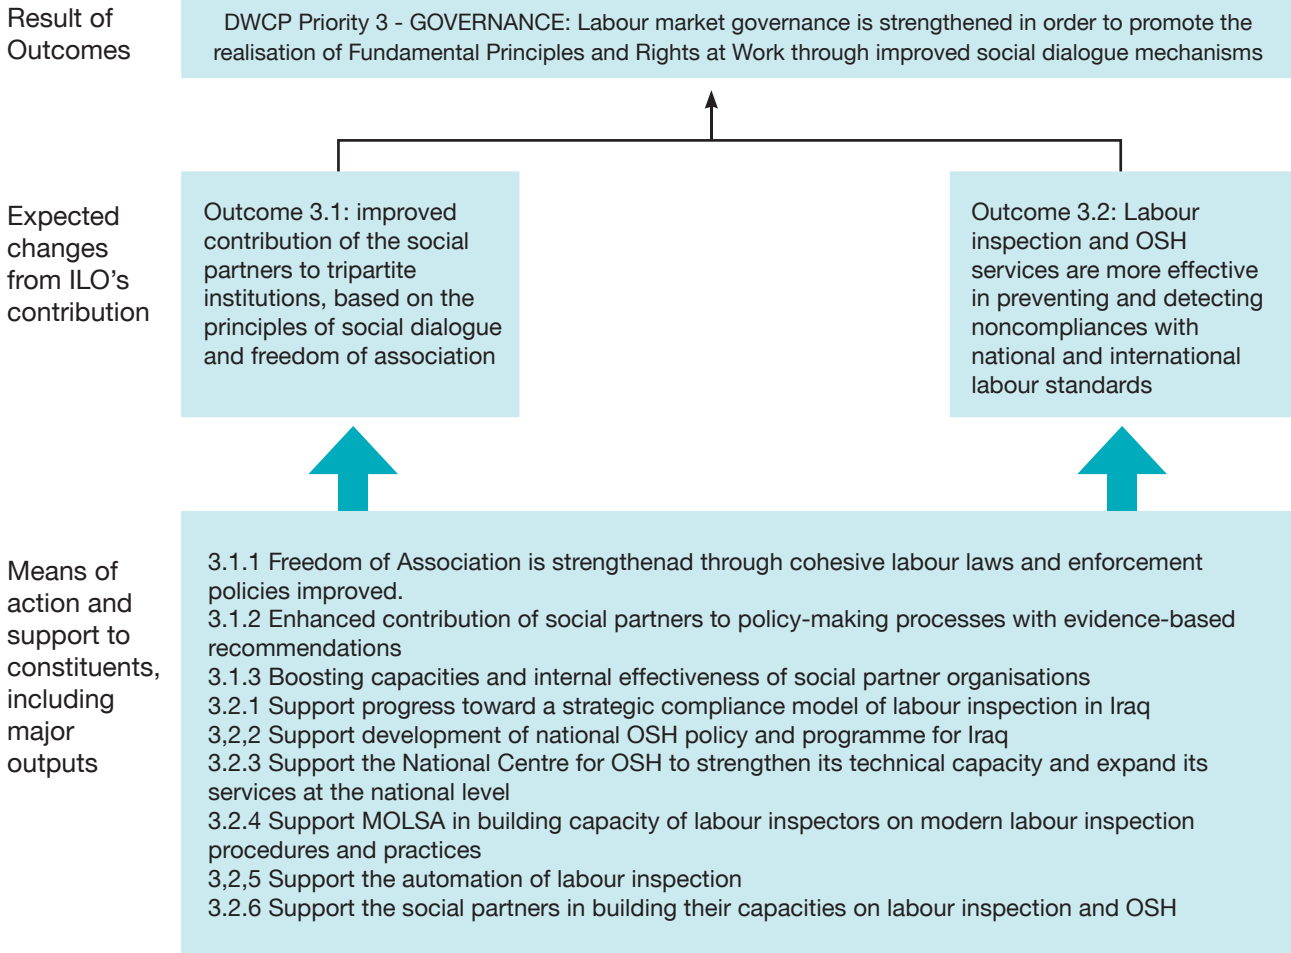 Result of
Outcomes
DWCP Priority 3 - GOVERNANCE: Labour market governance is strengthened in order to promote the
realisation of Fundamental Principles and Rights at Work through improved social dialogue mechanisms
Expected
changes
from ILO’s
contribution
Outcome 3.1: improved
contribution of the social
partners to tripartite
institutions, based on the
principles of social dialogue
and freedom of association
Outcome 3.2: Labour
inspection and OSH
services are more effective
in preventing and detecting
noncompliances with
national and international
labour standards
Means of
action and
support to
constituents,
including
major
outputs
3.1.1 Freedom of Association is strengthenad through cohesive labour laws and enforcement
policies improved.
3.1.2 Enhanced contribution of social partners to policy-making processes with evidence-based
recommendations
3.1.3 Boosting capacities and internal effectiveness of social partner organisations
3.2.1 Support progress toward a strategic compliance model of labour inspection in Iraq
3,2,2 Support development of national OSH policy and programme for Iraq
3.2.3 Support the National Centre for OSH to strengthen its technical capacity and expand its
services at the national level
3.2.4 Support MOLSA in building capacity of labour inspectors on modern labour inspection
procedures and practices
3,2,5 Support the automation of labour inspection
3.2.6 Support the social partners in building their capacities on labour inspection and OSH